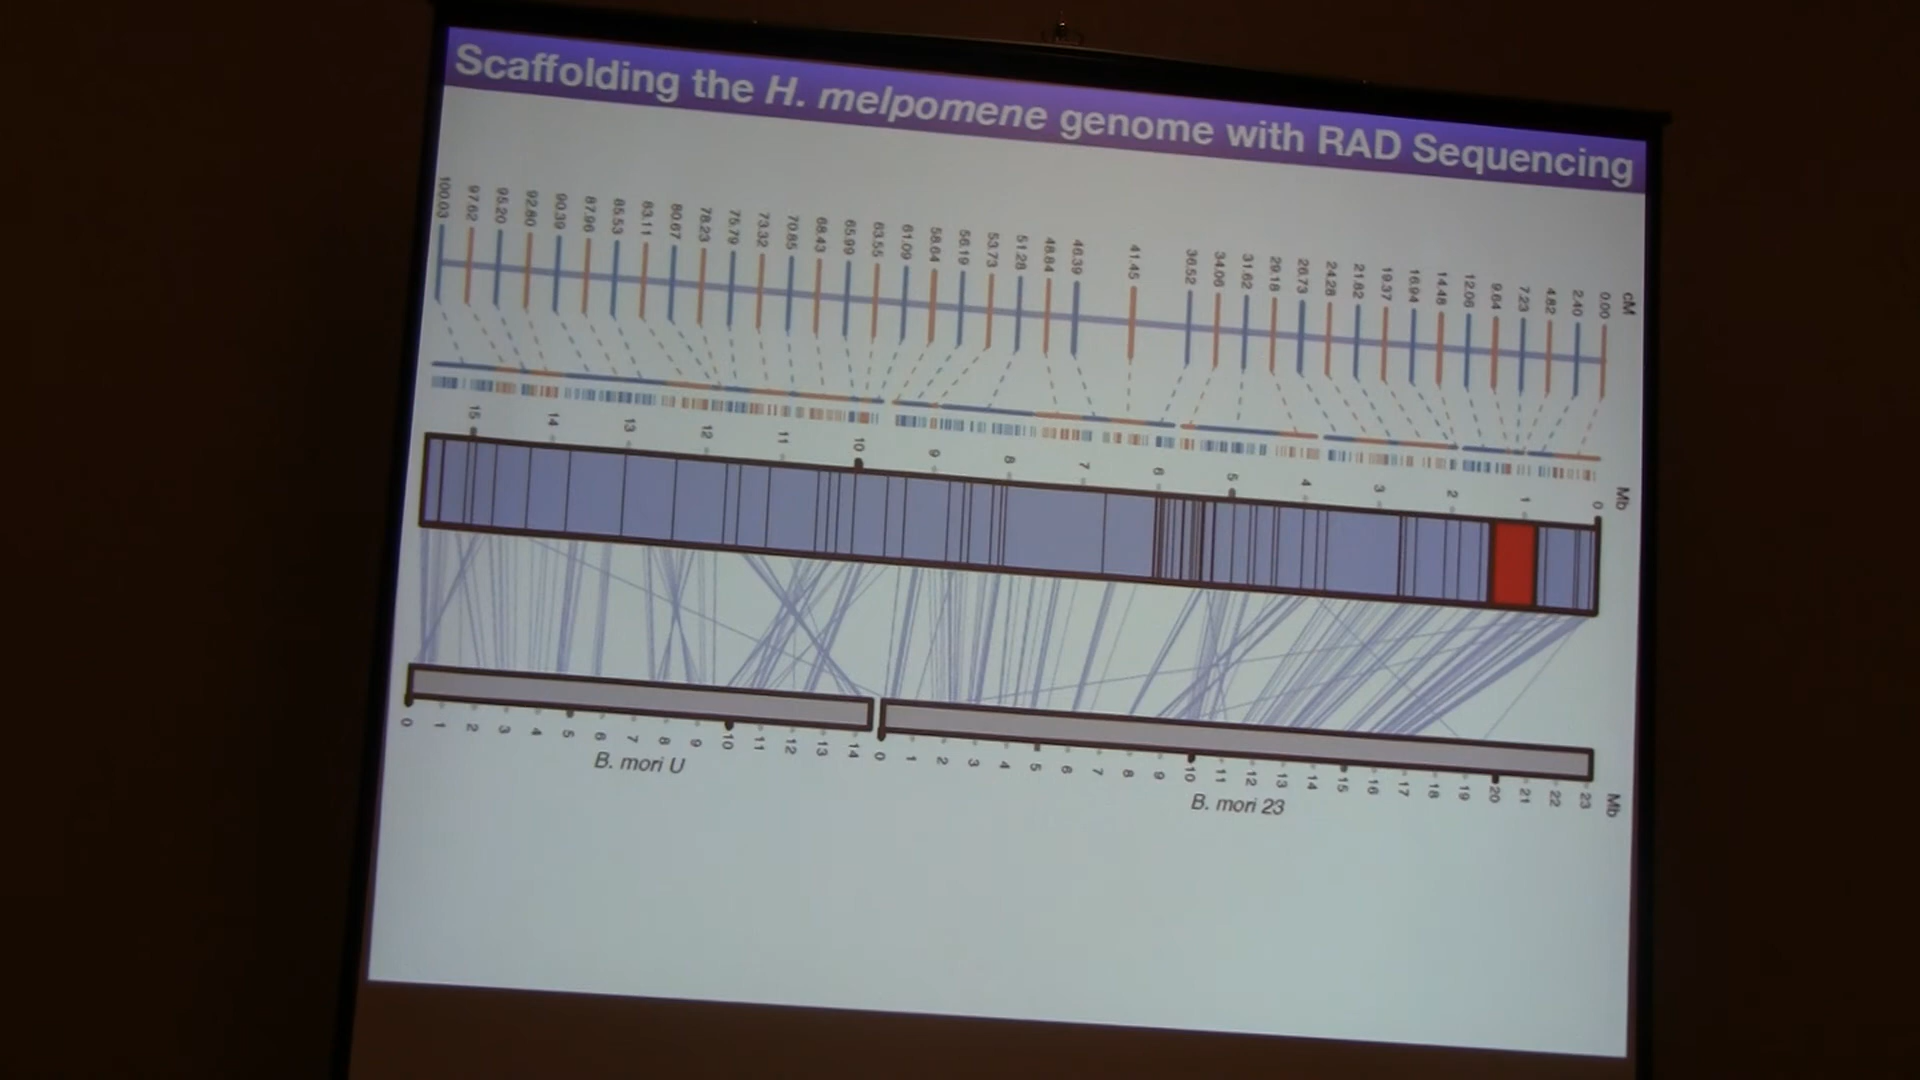 Scaffolding the H. melpomene genome with RAD Sequencing
100.03 97.62 95.20 92.80 90.39 87.96 85.53 83.11 80.67 78.23 75.79 73.32 70.85 68.43 65.99 63.55 61.09 58.64 56.19 53.73 51.28 48.84 46.39 41.45 36.52 34.06 31.62 29.18 26.73 24.28 21.82 19.37 16.94 14.48 12.06 9.64 7.23 4.82 2.40 0.00 cM
15 14 13 12 11 10 9 8 7 6 5 4 3 2 1 0 Mb
0 1 2 3 4 5 6 7 8 9 10 11 12 13 14 0 1 2 3 4 5 6 7 8 9 10 11 12 13 14 15 16 17 18 19 20 21 22 23 Mb
B. mori U
B. mori 23